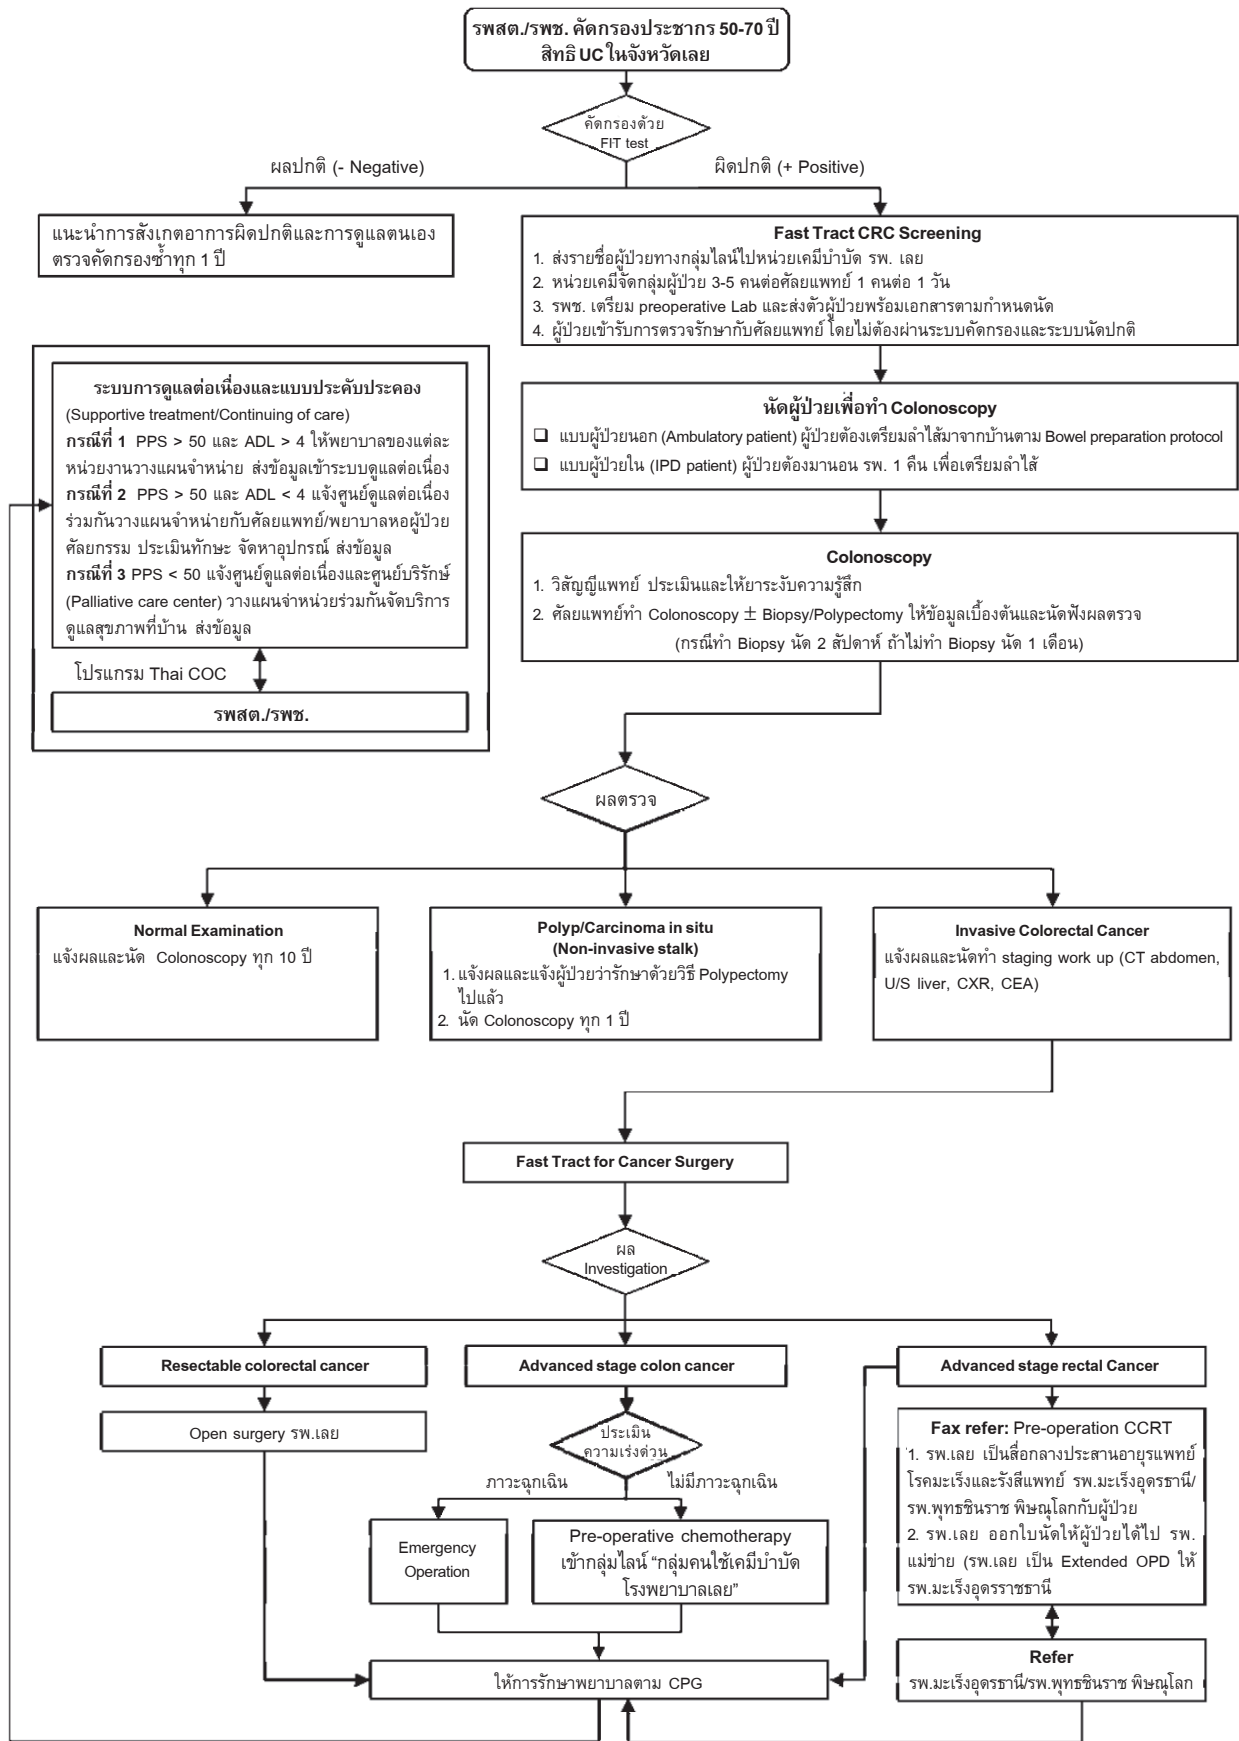 รพสต./รพช. คัดกรองประชากร 50-70 ปี
สิทธิ UC ในจังหวัดเลย
คัดกรองด้วย
FIT test
ผลปกติ (- Negative)
ผิดปกติ (+ Positive)
แนะนำการสังเกตอาการผิดปกติและการดูแลตนเอง
ตรวจคัดกรองซ้ำทุก 1 ปี
Fast Tract CRC Screening
1. ส่งรายชื่อผู้ป่วยทางกลุ่มไลน์ไปหน่วยเคมีบำบัด รพ. เลย
2. หน่วยเคมีจัดกลุ่มผู้ป่วย 3-5 คนต่อศัลยแพทย์ 1 คนต่อ 1 วัน
3. รพช. เตรียม preoperative Lab และส่งตัวผู้ป่วยพร้อมเอกสารตามกำหนดนัด
4. ผู้ป่วยเข้ารับการตรวจรักษากับศัลยแพทย์ โดยไม่ต้องผ่านระบบคัดกรองและระบบนัดปกติ
ระบบการดูแลต่อเนื่องและแบบประคับประคอง
(Supportive treatment/Continuing of care)
กรณีที่ 1 PPS > 50 และ ADL > 4 ให้พยาบาลของแต่ละ
หน่วยงานวางแผนจำหน่าย ส่งข้อมูลเข้าระบบดูแลต่อเนื่อง
กรณีที่ 2 PPS > 50 และ ADL < 4 แจ้งศูนย์ดูแลต่อเนื่อง
ร่วมกันวางแผนจำหน่ายกับศัลยแพทย์/พยาบาลหอผู้ป่วย
ศัลยกรรม ประเมินทักษะ จัดหาอุปกรณ์ ส่งข้อมูล
กรณีที่ 3 PPS < 50 แจ้งศูนย์ดูแลต่อเนื่องและศูนย์บริรักษ์
(Palliative care center) วางแผนจ่าหน่วยร่วมกันจัดบริการ
ดูแลสุขภาพที่บ้าน ส่งข้อมูล
โปรแกรม Thai COC
รพสต./รพช.
นัดผู้ป่วยเพื่อทำ Colonoscopy
❑ แบบผู้ป่วยนอก (Ambulatory patient) ผู้ป่วยต้องเตรียมลำไส้มาจากบ้านตาม Bowel preparation protocol
❑ แบบผู้ป่วยใน (IPD patient) ผู้ป่วยต้องมานอน รพ. 1 คืน เพื่อเตรียมลำไส้
Colonoscopy
1. วิสัญญีแพทย์ ประเมินและให้ยาระงับความรู้สึก
2. ศัลยแพทย์ทำ Colonoscopy ± Biopsy/Polypectomy ให้ข้อมูลเบื้องต้นและนัดฟังผลตรวจ
(กรณีทำ Biopsy นัด 2 สัปดาห์ ถ้าไม่ทำ Biopsy นัด 1 เดือน)
ผลตรวจ
Normal Examination
แจ้งผลและนัด Colonoscopy ทุก 10 ปี
Polyp/Carcinoma in situ
(Non-invasive stalk)
1. แจ้งผลและแจ้งผู้ป่วยว่ารักษาด้วยวิธี Polypectomy
ไปแล้ว
2. นัด Colonoscopy ทุก 1 ปี
Invasive Colorectal Cancer
แจ้งผลและนัดทำ staging work up (CT abdomen,
U/S liver, CXR, CEA)
Fast Tract for Cancer Surgery
ผล
Investigation
Resectable colorectal cancer
Advanced stage colon cancer
Advanced stage rectal Cancer
Open surgery รพ.เลย
ประเมิน
ความเร่งด่วน
ภาวะฉุกเฉิน
ไม่มีภาวะฉุกเฉิน
Emergency
Operation
Pre-operative chemotherapy
เข้ากลุ่มไลน์ “กลุ่มคนใช้เคมีบำบัด
โรงพยาบาลเลย”
Fax refer: Pre-operation CCRT
1. รพ.เลย เป็นสื่อกลางประสานอายุรแพทย์
โรคมะเร็งและรังสีแพทย์ รพ.มะเร็งอุดรธานี/
รพ.พุทธชินราช พิษณุโลกกับผู้ป่วย
2. รพ.เลย ออกใบนัดให้ผู้ป่วยได้ไป รพ.
แม่ข่าย (รพ.เลย เป็น Extended OPD ให้
รพ.มะเร็งอุดรราชธานี
Refer
รพ.มะเร็งอุดรธานี/รพ.พุทธชินราช พิษณุโลก
ให้การรักษาพยาบาลตาม CPG